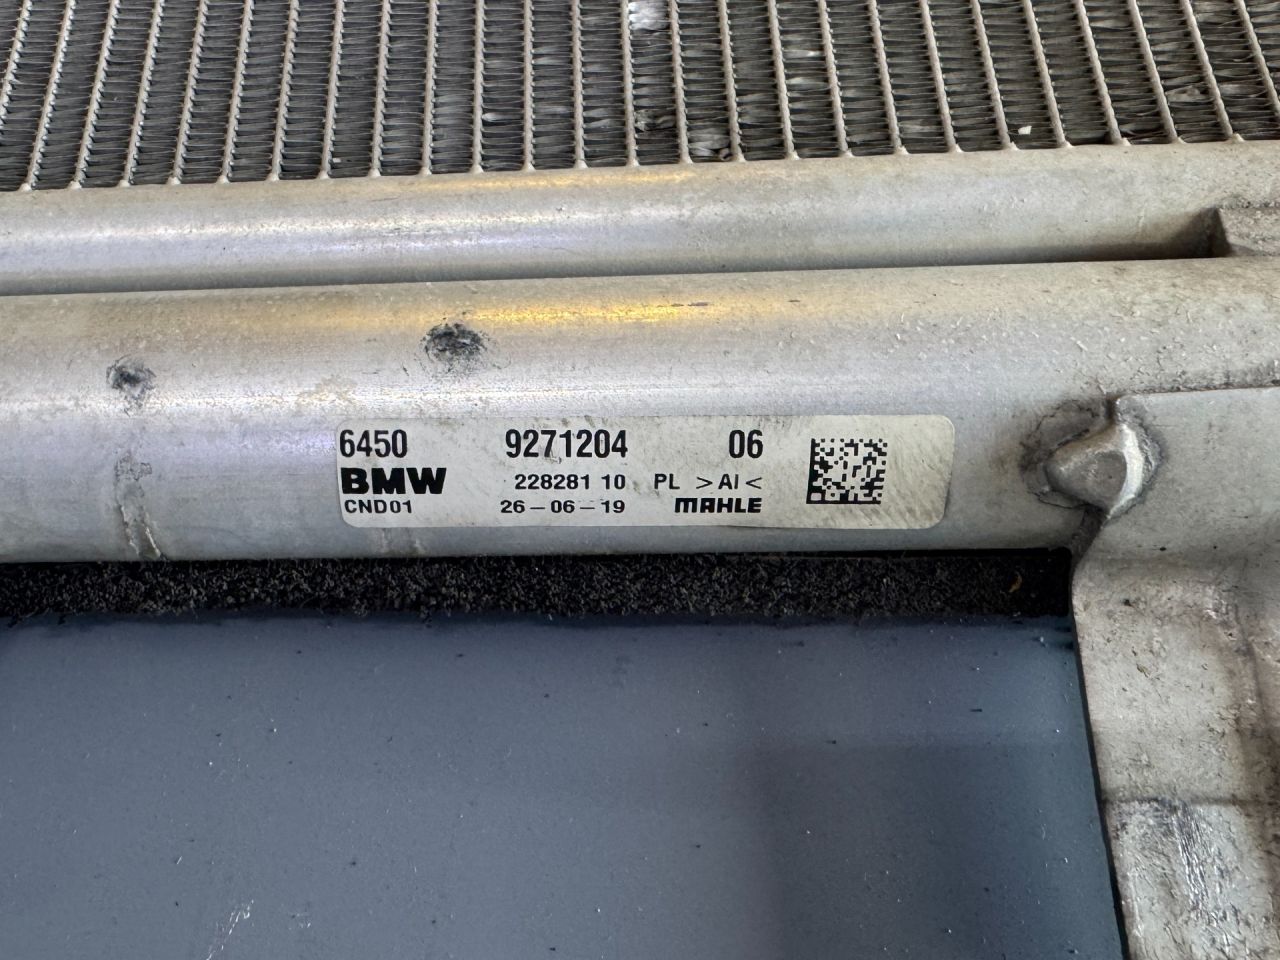 6450 9271204 06
BMW 228281 10 PL >Al<
CND01 26-06-19 MAHLE